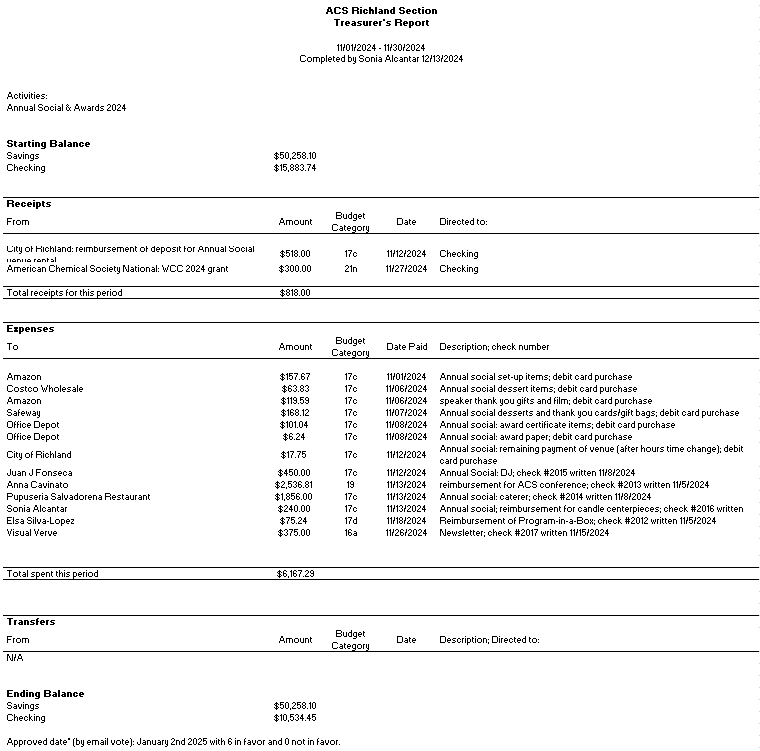 ACS Richland Section
Treasurer's Report
11/01/2024 - 11/30/2024
Completed by Sonia Alcantar 12/13/2024
Activities:
Annual Social & Awards 2024
Starting Balance
Savings $50,258.10
Checking $15,883.74
Receipts
From Amount Budget Category Date Directed to:
City of Richland: reimbursement of deposit for Annual Social
venue rental $518.00 17c 11/12/2024 Checking
American Chemical Society National: WCC 2024 grant $300.00 21n 11/27/2024 Checking
Total receipts for this period $818.00
Expenses
To Amount Budget Category Date Paid Description; check number
Amazon $157.67 17c 11/01/2024 Annual social set-up items; debit card purchase
Costco Wholesale $63.83 17c 11/06/2024 Annual social dessert items; debit card purchase
Amazon $119.59 17c 11/06/2024 speaker thank you gifts and film; debit card purchase
Safeway $168.12 17c 11/07/2024 Annual social desserts and thank you cards/gift bags; debit card purchase
Office Depot $101.04 17c 11/08/2024 Annual social: award certificate items; debit card purchase
Office Depot $6.24 17c 11/08/2024 Annual social: award paper; debit card purchase
City of Richland $17.75 17c 11/12/2024 Annual social: remaining payment of venue (after hours time change); debit
card purchase
Juan J Fonseca $450.00 17c 11/12/2024 Annual Social: DJ; check #2015 written 11/8/2024
Anna Cavinato $2,536.81 19 11/13/2024 reimbursement for ACS conference; check #2013 written 11/5/2024
Pupuseria Salvadorena Restaurant $1,856.00 17c 11/13/2024 Annual social: caterer; check #2014 written 11/8/2024
Sonia Alcantar $240.00 17c 11/13/2024 Annual social; reimbursement for candle centerpieces; check #2016 written
Elsa Silva-Lopez $75.24 17d 11/18/2024 Reimbursement of Program-in-a-Box; check #2012 written 11/5/2024
Visual Verve $375.00 16a 11/26/2024 Newsletter; check #2017 written 11/15/2024
Total spent this period $6,167.29
Transfers
From Amount Budget Category Date Description; Directed to:
N/A
Ending Balance
Savings $50,258.10
Checking $10,534.45
Approved date* (by email vote): January 2nd 2025 with 6 in favor and 0 not in favor.